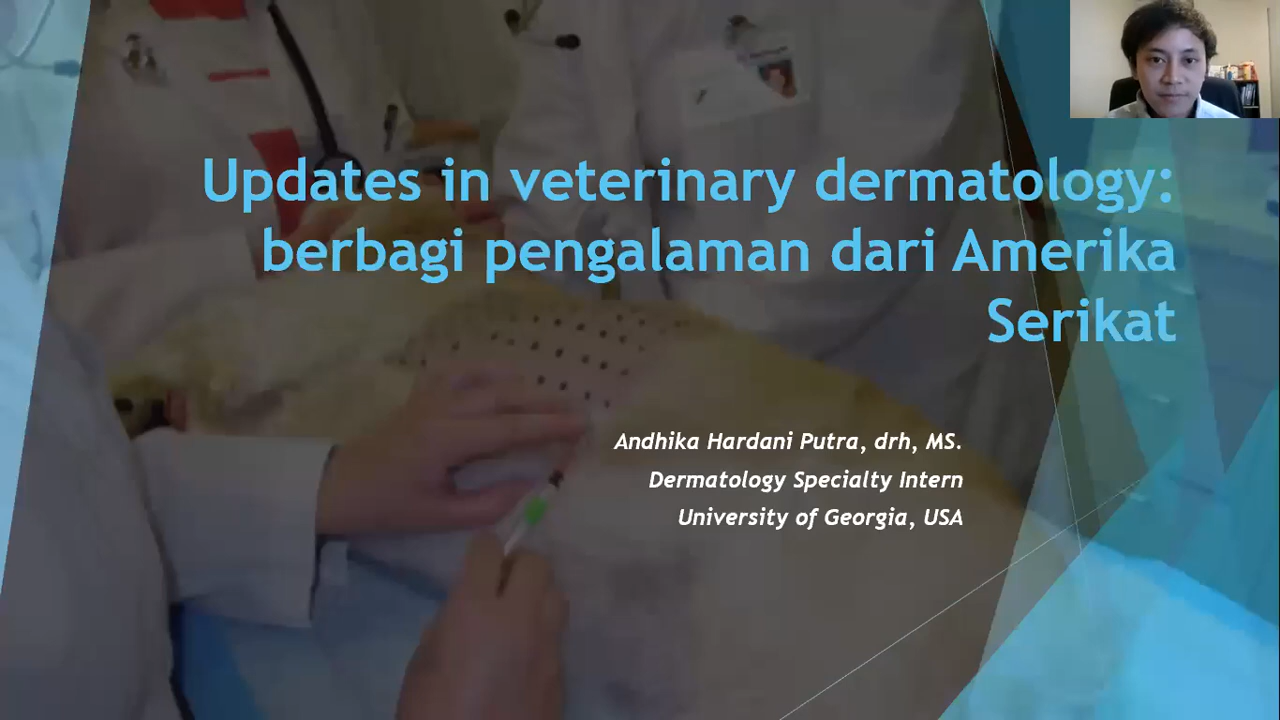 Updates in veterinary dermatology:
berbagi pengalaman dari Amerika
Serikat
Andhika Hardani Putra, drh, MS.
Dermatology Specialty Intern
University of Georgia, USA